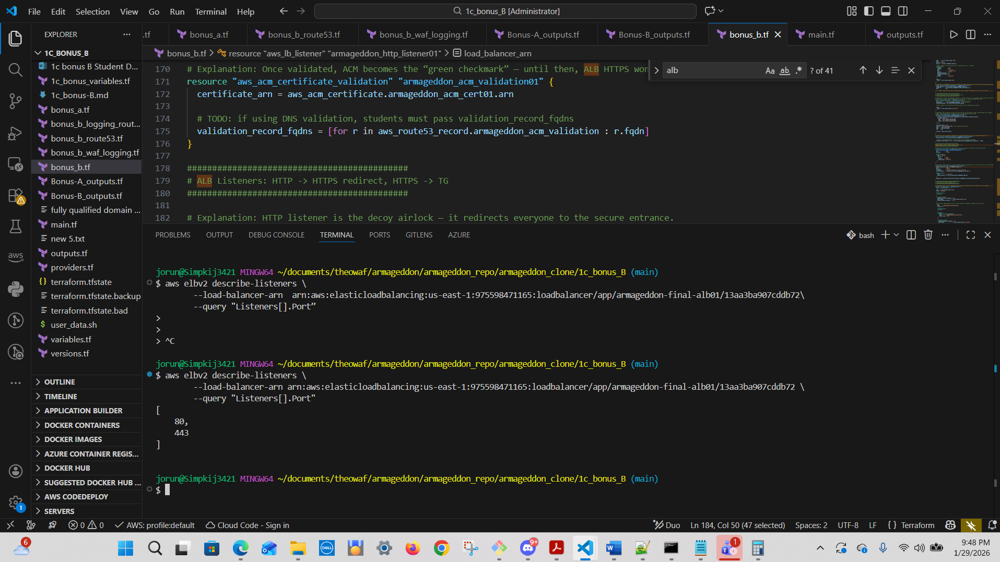 File Edit Selection View Go Run Terminal Help
1c_bonus_B [Administrator]
EXPLORER
.tf
bonus_a.tf
bonus_b_route53.tf
bonus_b_waf_logging.tf
Bonus-A_outputs.tf
Bonus-B_outputs.tf
bonus_b.tf
main.tf
outputs.tf
bonus_b.tf > resource "aws_lb_listener" "armageddon_http_listener01" > load_balancer_arn
1C_BONUS_B
1c bonus B Student D...
1c_bonus_variables.tf
1c_bonus-B.md
bonus_a.tf
bonus_b_logging_rout...
bonus_b_route53.tf
bonus_b_waf_logging.tf
bonus_b.tf
Bonus-A_outputs.tf
Bonus-B_outputs.tf
fully qualified domain ...
main.tf
new 5.txt
outputs.tf
providers.tf
terraform.tfstate
terraform.tfstate.backup
terraform.tfstate.bad
user_data.sh
variables.tf
versions.tf
OUTLINE
TIMELINE
APPLICATION BUILDER
DOCKER CONTAINERS
DOCKER IMAGES
AZURE CONTAINER REGIS...
DOCKER HUB
SUGGESTED DOCKER HUB ...
AWS CODEDEPLOY
SERVERS
aws
1
alb
Aa ab .*
? of 41
170 # Explanation: Once validated, ACM becomes the “green checkmark” — until then, ALB HTTPS won
171 resource "aws_acm_certificate_validation" "armageddon_acm_validation01" {
172 certificate_arn = aws_acm_certificate.armageddon_acm_cert01.arn
173
174 # TODO: if using DNS validation, students must pass validation_record_fqdns
175 validation_record_fqdns = [for r in aws_route53_record.armageddon_acm_validation : r.fqdn]
176 }
177
178 ############################################
179 # ALB Listeners: HTTP -> HTTPS redirect, HTTPS -> TG
180 ############################################
181
182 # Explanation: HTTP listener is the decoy airlock — it redirects everyone to the secure entrance.
PROBLEMS OUTPUT DEBUG CONSOLE TERMINAL PORTS GITLENS AZURE
bash
jorun@Simpkij3421 MINGW64 ~/documents/theowaf/armageddon/armageddon_repo/armageddon_clone/1c_bonus_B (main)
$ aws elbv2 describe-listeners \
--load-balancer-arn  arn:aws:elasticloadbalancing:us-east-1:975598471165:loadbalancer/app/armageddon-final-alb01/13aa3ba907cddb72\
--query "Listeners[].Port”
>
>
> ^C
jorun@Simpkij3421 MINGW64 ~/documents/theowaf/armageddon/armageddon_repo/armageddon_clone/1c_bonus_B (main)
$ aws elbv2 describe-listeners \
--load-balancer-arn arn:aws:elasticloadbalancing:us-east-1:975598471165:loadbalancer/app/armageddon-final-alb01/13aa3ba907cddb72 \
--query "Listeners[].Port"
[
80,
443
]
jorun@Simpkij3421 MINGW64 ~/documents/theowaf/armageddon/armageddon_repo/armageddon_clone/1c_bonus_B (main)
$
0 0
AWS: profile:default
Cloud Code - Sign in
Duo
Ln 184, Col 50 (47 selected)
Spaces: 2
UTF-8
LF
{ } Terraform
6
DELL
9+
1
9:48 PM
1/29/2026